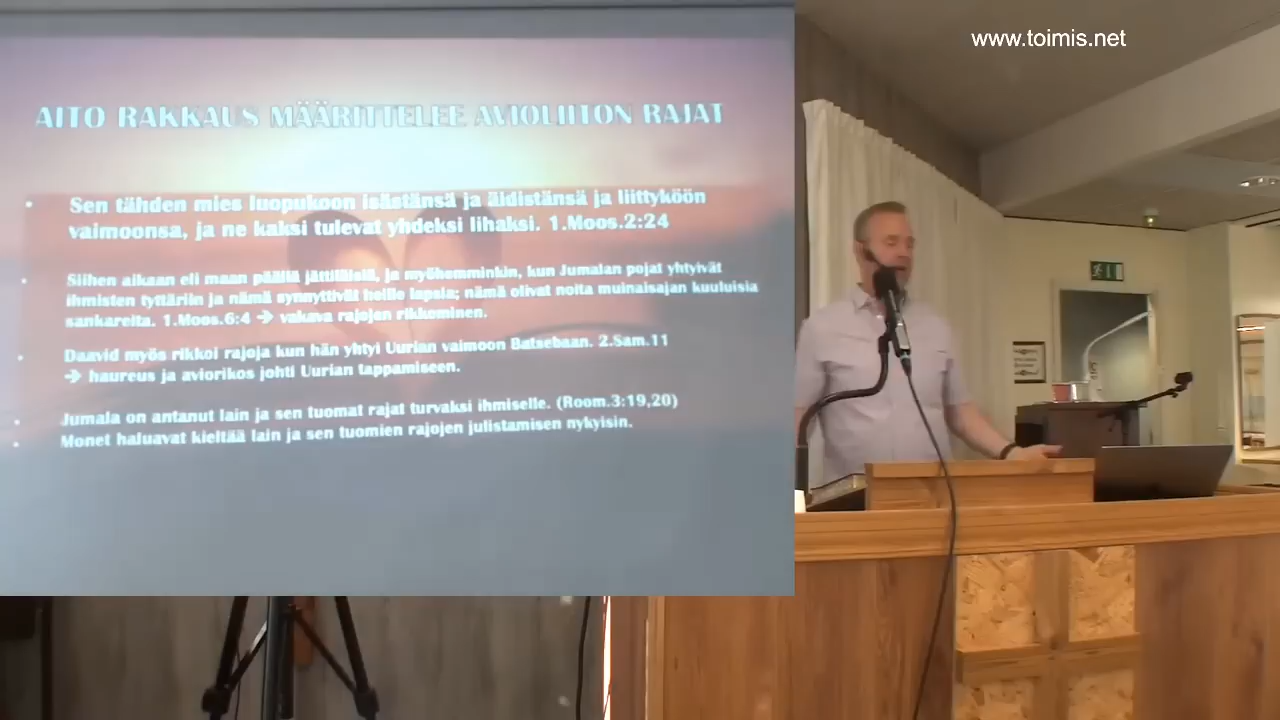 www.toimis.net
AITO RAKKAUS MÄÄRITTELEE AVIOLIITON RAJAT
Sen tähden mies luopukoon isästänsä ja äidistänsä ja liittyköön
vaimoonsa, ja ne kaksi tulevat yhdeksi lihaksi. 1.Moos.2:24
Siihen aikaan eli maan päällä jättiläisiä, ja myöhemminkin, kun Jumalan pojat yhtyivät
ihmisten tyttäriin ja nämä synnyttivät heille lapsia; nämä olivat noita muinaisajan kuuluisia
sankareita. 1.Moos.6:4 → vakava rajojen rikkominen.
Daavid myös rikkoi rajoja kun hän yhtyi Uurian vaimoon Batsebaan. 2.Sam.11
→ haureus ja aviorikos johti Uurian tappamiseen.
Jumala on antanut lain ja sen tuomat rajat turvaksi ihmiselle. (Room.3:19,20)
Monet haluavat kieltää lain ja sen tuomien rajojen julistamisen nykyisin.